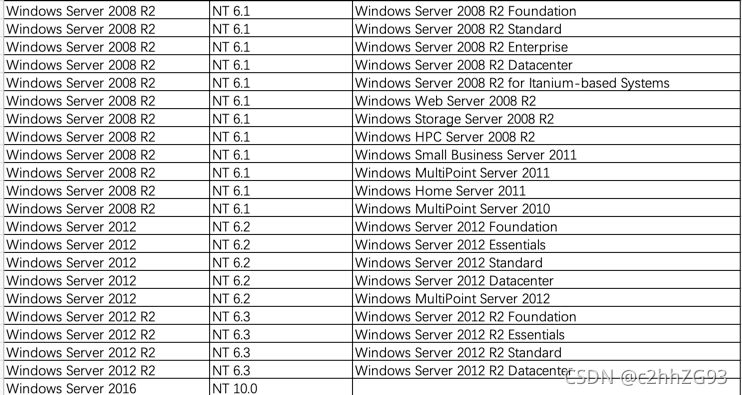 Windows Server 2008 R2 NT 6.1 Windows Server 2008 R2 Foundation
Windows Server 2008 R2 NT 6.1 Windows Server 2008 R2 Standard
Windows Server 2008 R2 NT 6.1 Windows Server 2008 R2 Enterprise
Windows Server 2008 R2 NT 6.1 Windows Server 2008 R2 Datacenter
Windows Server 2008 R2 NT 6.1 Windows Server 2008 R2 for Itanium-based Systems
Windows Server 2008 R2 NT 6.1 Windows Web Server 2008 R2
Windows Server 2008 R2 NT 6.1 Windows Storage Server 2008 R2
Windows Server 2008 R2 NT 6.1 Windows HPC Server 2008 R2
Windows Server 2008 R2 NT 6.1 Windows Small Business Server 2011
Windows Server 2008 R2 NT 6.1 Windows MultiPoint Server 2011
Windows Server 2008 R2 NT 6.1 Windows Home Server 2011
Windows Server 2008 R2 NT 6.1 Windows MultiPoint Server 2010
Windows Server 2012 NT 6.2 Windows Server 2012 Foundation
Windows Server 2012 NT 6.2 Windows Server 2012 Essentials
Windows Server 2012 NT 6.2 Windows Server 2012 Standard
Windows Server 2012 NT 6.2 Windows Server 2012 Datacenter
Windows Server 2012 NT 6.2 Windows MultiPoint Server 2012
Windows Server 2012 R2 NT 6.3 Windows Server 2012 R2 Foundation
Windows Server 2012 R2 NT 6.3 Windows Server 2012 R2 Essentials
Windows Server 2012 R2 NT 6.3 Windows Server 2012 R2 Standard
Windows Server 2012 R2 NT 6.3 Windows Server 2012 R2 Datacenter
Windows Server 2016 NT 10.0
CSDN @c2hhZG93